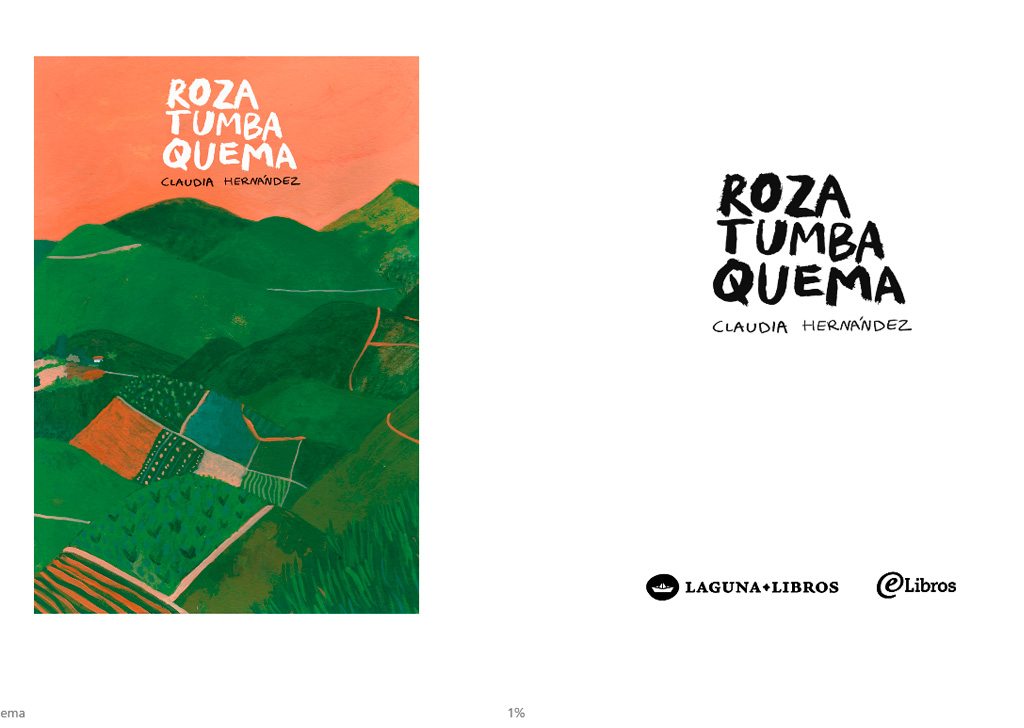 ROZA
TUMBA
QUEMA
CLAUDIA HERNÁNDEZ
ROZA
TUMBA
QUEMA
CLAUDIA HERNÁNDEZ
LAGUNA LIBROS
eLibros
ema
1%